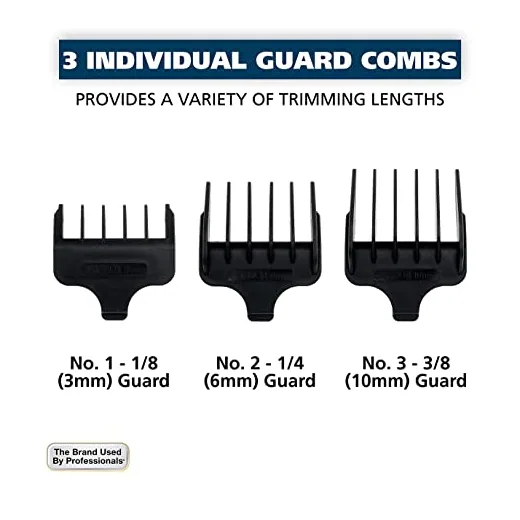 3 INDIVIDUAL GUARD COMBS
PROVIDES A VARIETY OF TRIMMING LENGTHS
No. 1 - 1/8
(3mm) Guard
No. 2 - 1/4
(6mm) Guard
No. 3 - 3/8
(10mm) Guard
The Brand Used
By Professionals